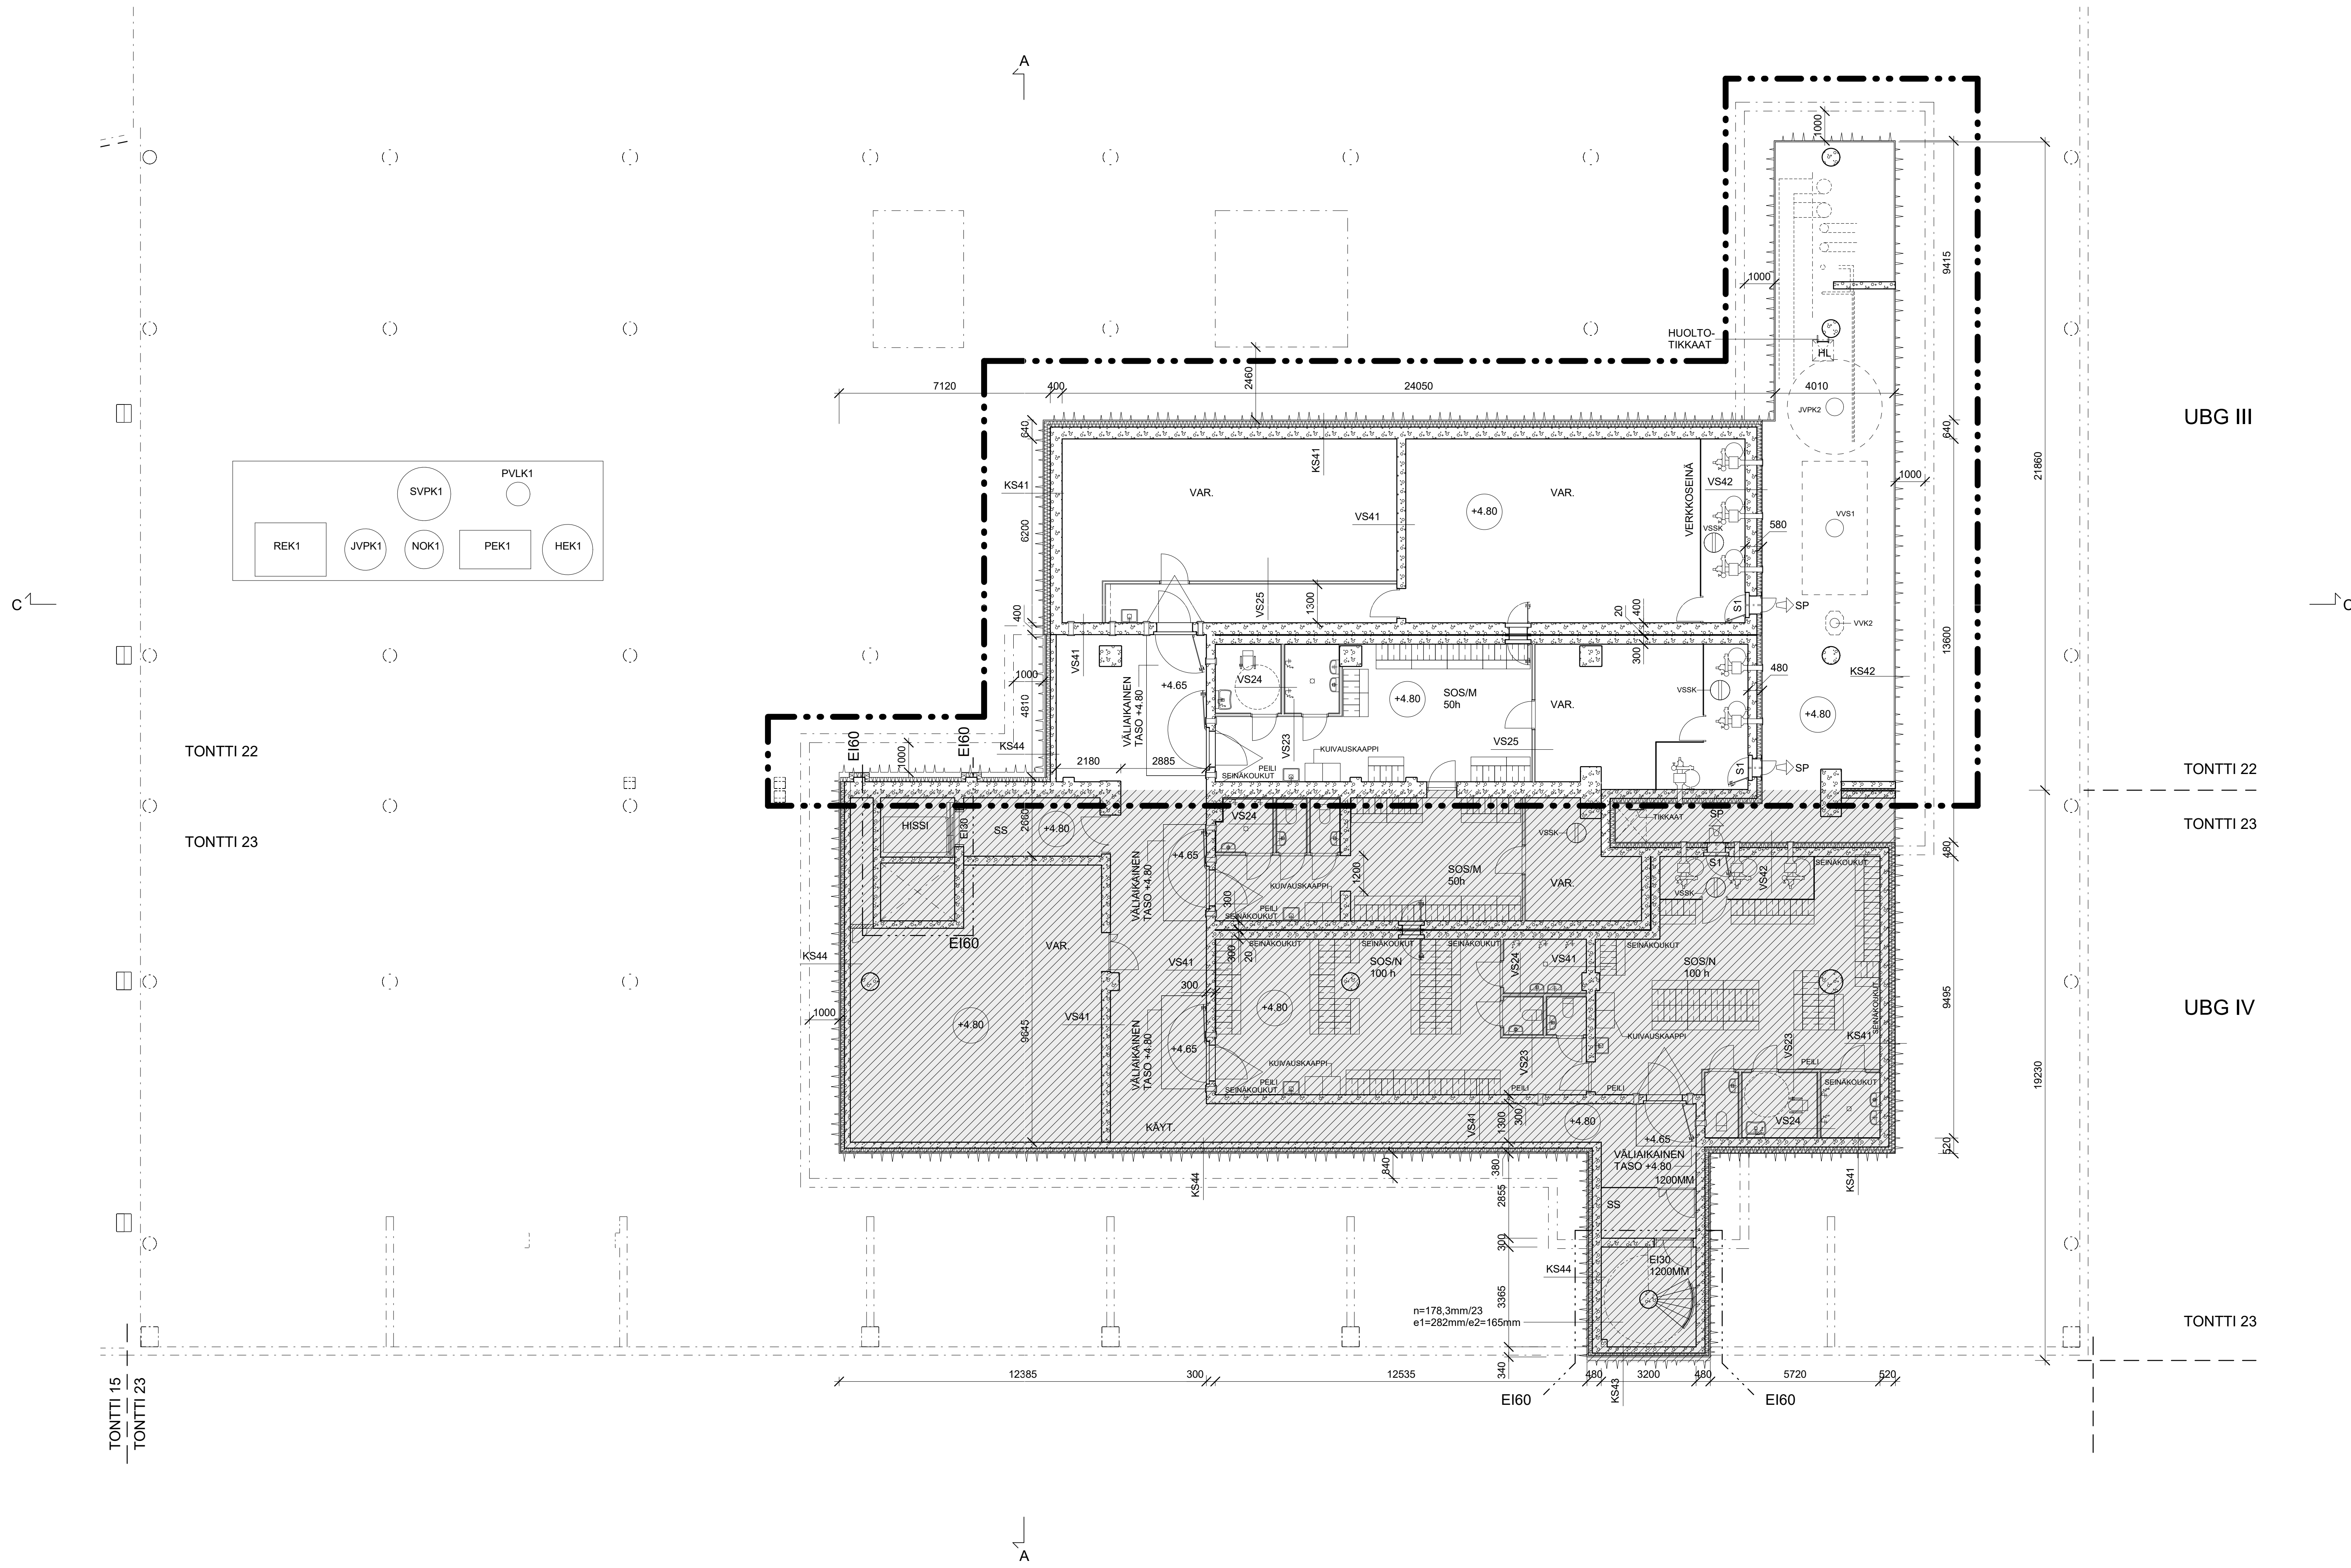 A
1000
9415
1000
HUOLTO-
TIKKAAT
HL
7120
400
2460
24050
4010
JVPK2
UBG III
640
KS41
640
21860
PVLK1
SVPK1
1000
REK1
JVPK1
NOK1
PEK1
HEK1
KS41
VAR.
VS41
+4.80
VAR.
VERKKOSEINÄ
VS42
VSSK
VVS1
580
6200
C
VS25
1300
20
400
S1
SP
C
400
VVK2
13600
VS41
300
480
KS42
1000
+4.65
VS24
+4.80
SOS/M
50h
VSSK
VAR.
+4.80
4810
VÄLIAIKAINEN
TASO +4.80
VS23
VS25
KUIVAUSKAAPPI
TONTTI 22
EI60
EI60
1000
KS44
2180
2885
PEILI
SEINÄKOUKUT
S1
SP
TONTTI 22
TONTTI 23
TONTTI 23
HISSI
EI30
SS
2660
+4.80
VS24
VSSK
TIKKAAT
SP
+4.65
VÄLIAIKAINEN
TASO +4.80
1200
SOS/M
50h
S1
VS42
SEINÄKOUKUT
480
KUIVAUSKAAPPI
VAR.
VSSK
300
PEILI
SEINÄKOUKUT
EI60
VAR.
300
20
SEINÄKOUKUT
SEINÄKOUKUT
SEINÄKOUKUT
SEINÄKOUKUT
KS44
VS41
SOS/N
100 h
VS24
VS41
SOS/N
100 h
300
9495
1000
+4.80
9645
VS41
+4.80
SEINÄKOUKUT
UBG IV
VÄLIAIKAINEN
TASO +4.80
+4.65
KUIVAUSKAAPPI
KS41
VS23
VS23
PEILI
KUIVAUSKAAPPI
19230
PEILI
SEINÄKOUKUT
PEILI
PEILI
SEINÄKOUKUT
KÄYT.
VS41
1300
300
+4.80
VS24
+4.65
520
VÄLIAIKAINEN
TASO +4.80
KS44
840
380
1200MM
KS41
2855
SS
300
EI30
1200MM
KS44
3365
n=178,3mm/23
e1=282mm/e2=165mm
TONTTI 23
340
12385
300
12535
480
3200
480
5720
520
KS43
EI60
EI60
TONTTI 15
TONTTI 23
A